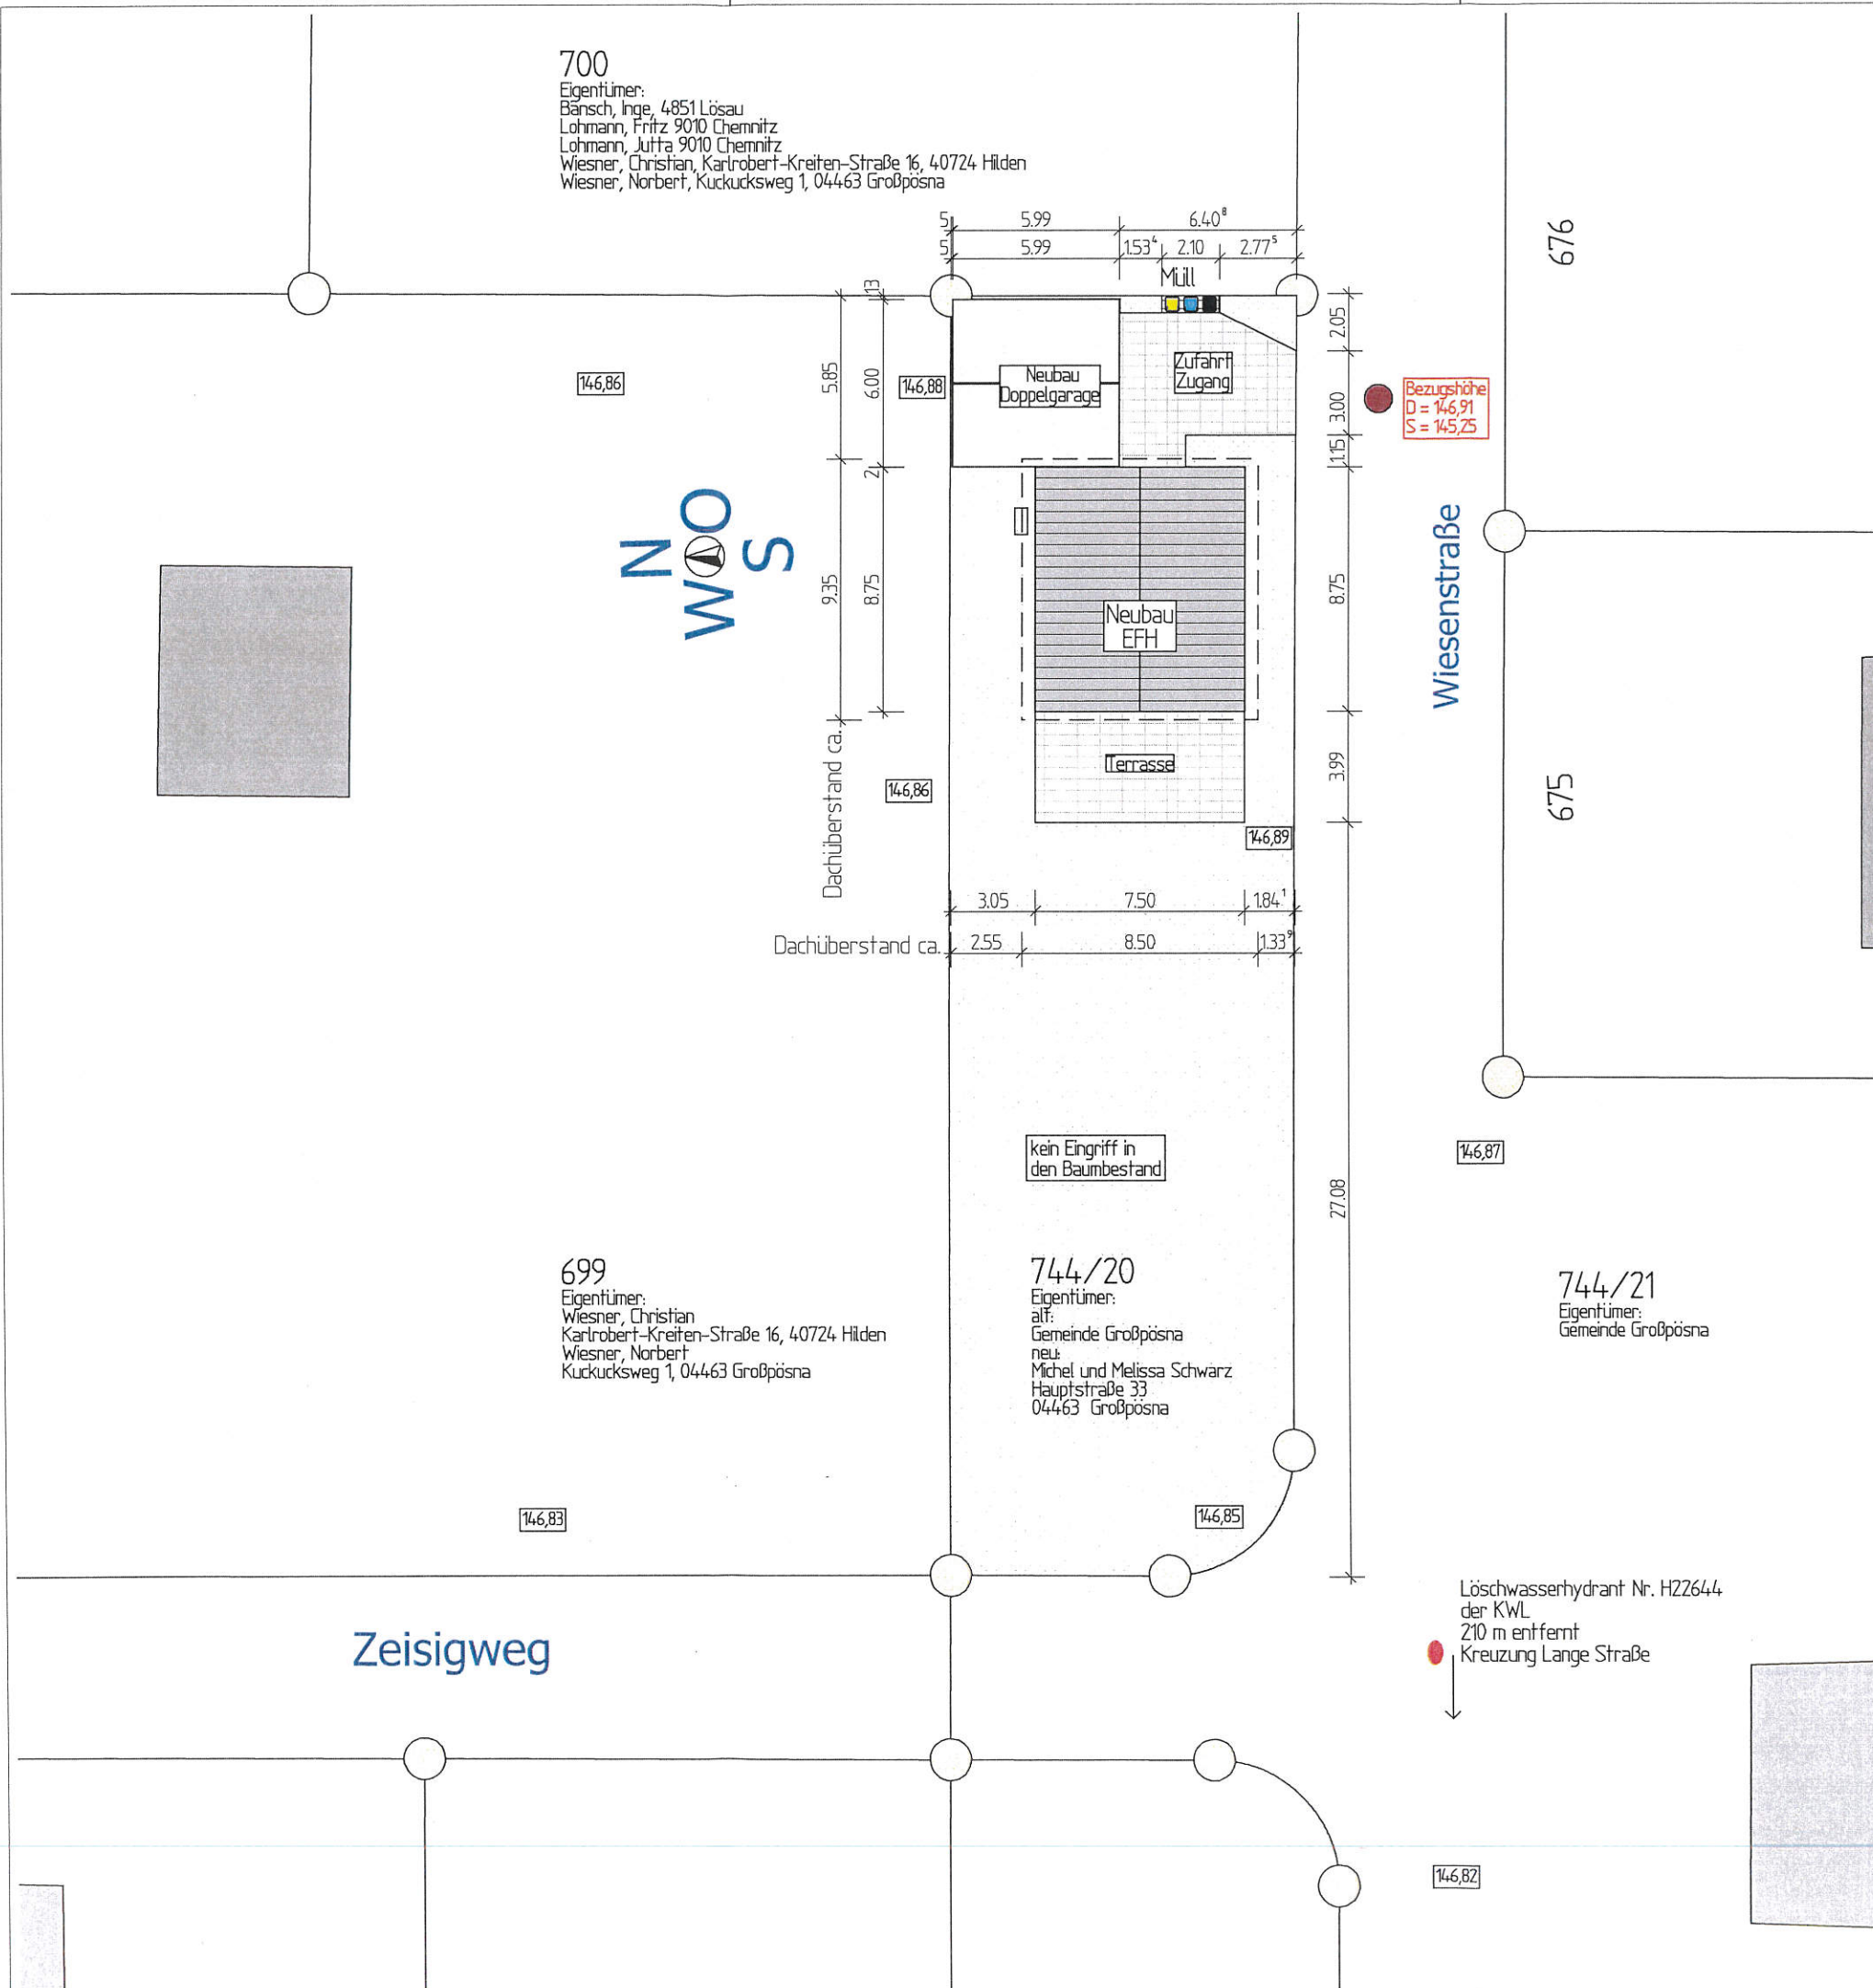 700
Eigentümer:
Bänsch, Inge, 4851 Lösau
Lohmann, Fritz 9010 Chemnitz
Lohmann, Jutta 9010 Chemnitz
Wiesner, Christian, Karlrobert-Kreiten-Straße 16, 40724 Hilden
Wiesner, Norbert, Kuckucksweg 1, 04463 Großpösna
5 5.99 6.40⁸
5 5.99 1.53⁴ 2.10 2.77⁵
Müll
676
13
2.05
5.85
6.00
146,86
146,88
Neubau
Doppelgarage
Zufahrt
Zugang
3.00
Bezugshöhe
D = 146,91
S = 145,25
1.15
2
N
O
W
S
9.35
8.75
Neubau
EFH
8.75
Wiesenstraße
Terrasse
3.99
675
Dachüberstand ca.
146,86
146,89
3.05 7.50 1.84¹
Dachüberstand ca. 2.55 8.50 1.33⁹
kein Eingriff in
den Baumbestand
146,87
27.08
699
Eigentümer:
Wiesner, Christian
Karlrobert-Kreiten-Straße 16, 40724 Hilden
Wiesner, Norbert
Kuckucksweg 1, 04463 Großpösna
744/20
Eigentümer:
alt:
Gemeinde Großpösna
neu:
Michel und Melissa Schwarz
Hauptstraße 33
04463 Großpösna
744/21
Eigentümer:
Gemeinde Großpösna
146,83
146,85
Zeisigweg
Löschwasserhydrant Nr. H22644
der KWL
210 m entfernt
Kreuzung Lange Straße
146,82